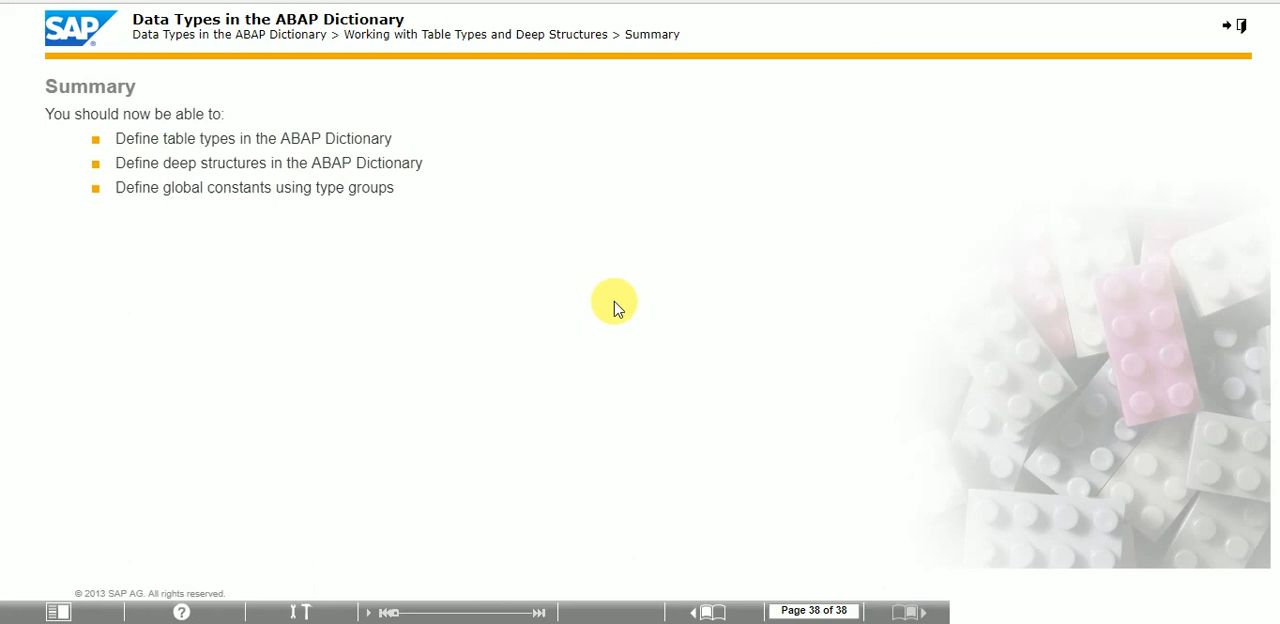 SAP
Data Types in the ABAP Dictionary
Data Types in the ABAP Dictionary > Working with Table Types and Deep Structures > Summary
Summary
You should now be able to:
Define table types in the ABAP Dictionary
Define deep structures in the ABAP Dictionary
Define global constants using type groups
© 2013 SAP AG. All rights reserved.
Page 38 of 38